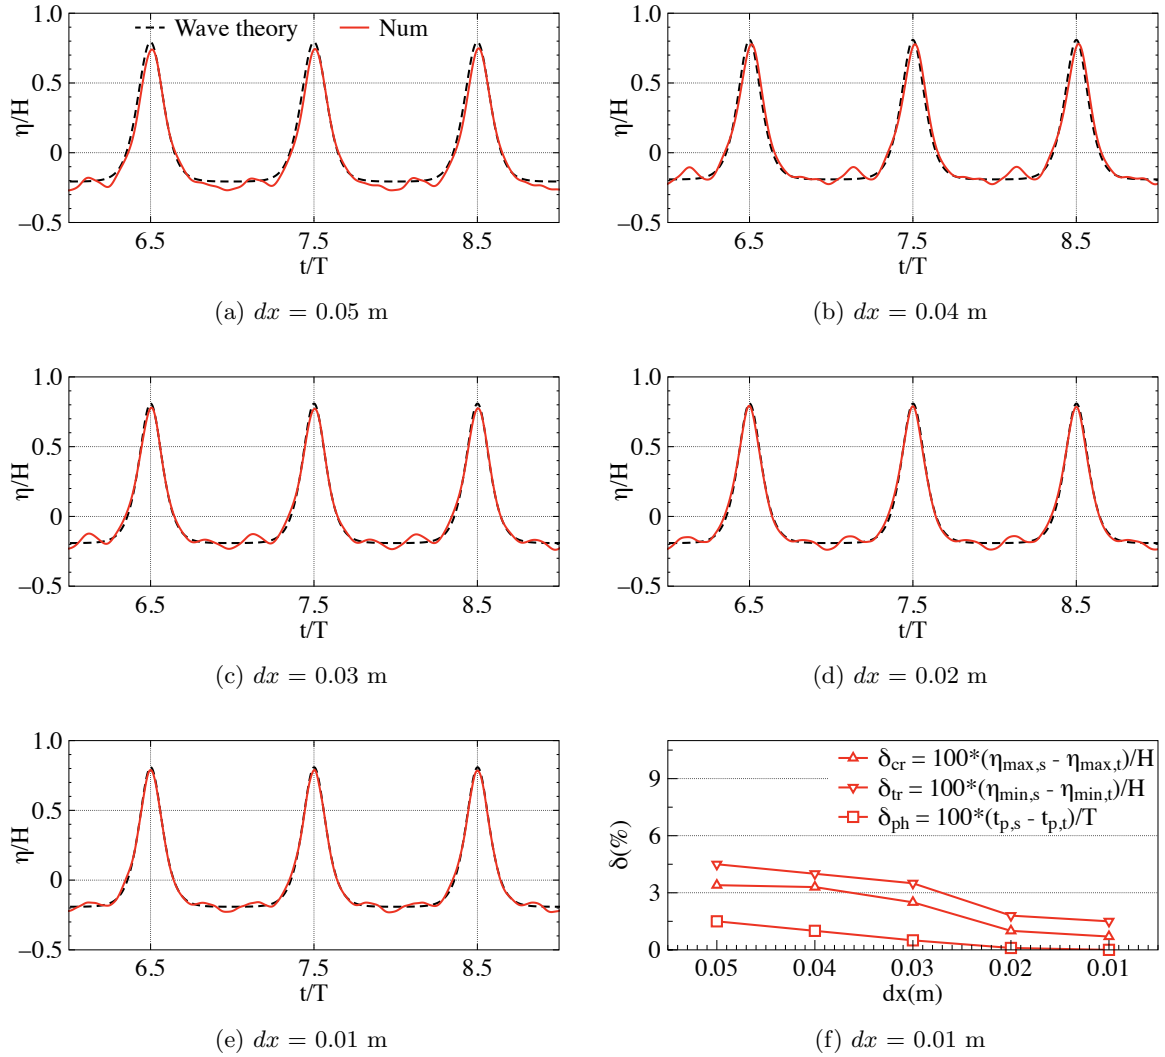 1.0
0.5
0
−0.5
η/H
Wave theory
Num
6.5 7.5 8.5
t/T
(a) dx = 0.05 m
1.0
0.5
0
−0.5
η/H
6.5 7.5 8.5
t/T
(b) dx = 0.04 m
1.0
0.5
0
−0.5
η/H
6.5 7.5 8.5
t/T
(c) dx = 0.03 m
1.0
0.5
0
−0.5
η/H
6.5 7.5 8.5
t/T
(d) dx = 0.02 m
1.0
0.5
0
−0.5
η/H
6.5 7.5 8.5
t/T
(e) dx = 0.01 m
9
6
3
0
δ(%)
δcr = 100*(ηmax,s - ηmax,t)/H
δtr = 100*(ηmin,s - ηmin,t)/H
δph = 100*(tp,s - tp,t)/T
0.05 0.04 0.03 0.02 0.01
dx(m)
(f) dx = 0.01 m